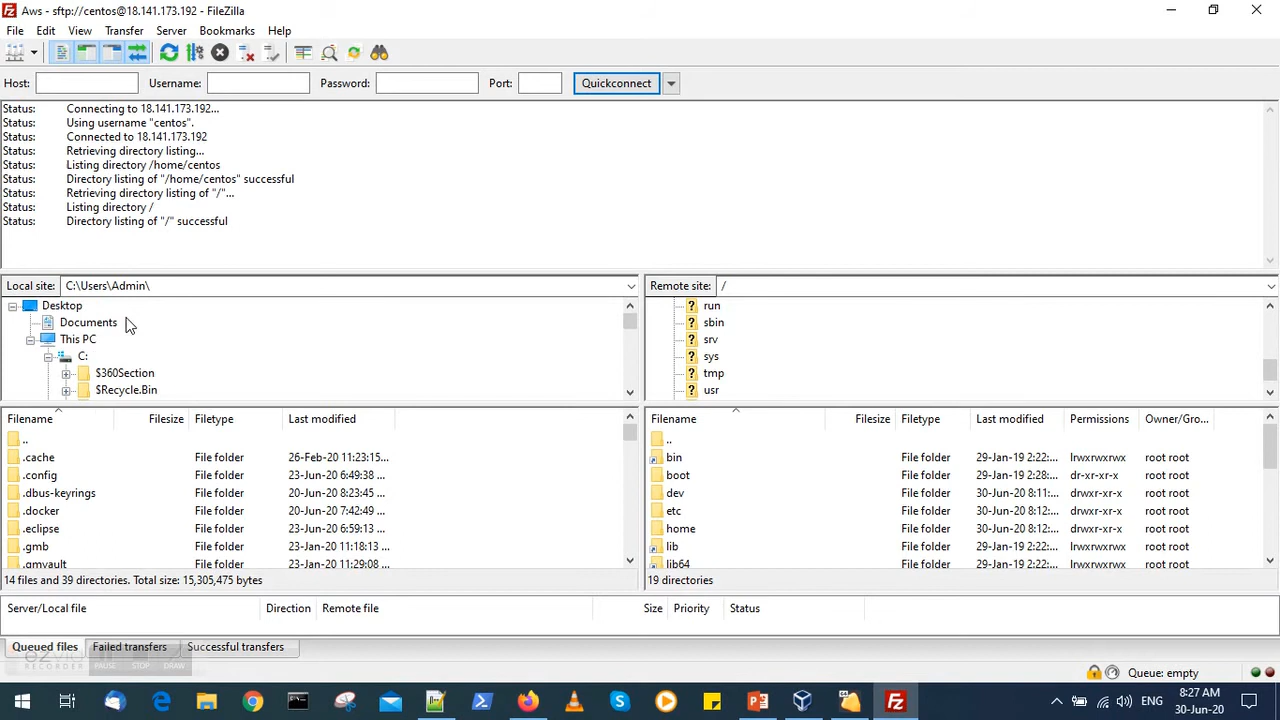 Aws - sftp://centos@18.141.173.192 - FileZilla
File Edit View Transfer Server Bookmarks Help
Host: Username: Password: Port: Quickconnect
Status: Connecting to 18.141.173.192...
Status: Using username "centos".
Status: Connected to 18.141.173.192
Status: Retrieving directory listing...
Status: Listing directory /home/centos
Status: Directory listing of "/home/centos" successful
Status: Retrieving directory listing of "/"...
Status: Listing directory /
Status: Directory listing of "/" successful
Local site: C:\Users\Admin\
Desktop
Documents
This PC
C:
$360Section
$Recycle.Bin
Remote site: /
? run
? sbin
? srv
? sys
? tmp
? usr
Filename Filesize Filetype Last modified
..
.cache File folder 26-Feb-20 11:23:15...
.config File folder 23-Jun-20 6:49:38 ...
.dbus-keyrings File folder 20-Jun-20 8:23:45 ...
.docker File folder 20-Jun-20 7:42:49 ...
.eclipse File folder 23-Jun-20 6:59:13 ...
.gmb File folder 23-Jan-20 11:18:13 ...
.gmvault File folder 23-Jan-20 11:29:08 ...
14 files and 39 directories. Total size: 15,305,475 bytes
Filename Filesize Filetype Last modified Permissions Owner/Gro...
..
bin File folder 29-Jan-19 2:22:... lrwxrwxrwx root root
boot File folder 29-Jan-19 2:28:... dr-xr-xr-x root root
dev File folder 30-Jun-20 8:11:... drwxr-xr-x root root
etc File folder 30-Jun-20 8:12:... drwxr-xr-x root root
home File folder 30-Jun-20 8:12:... drwxr-xr-x root root
lib File folder 29-Jan-19 2:22:... lrwxrwxrwx root root
lib64 File folder 29-Jan-19 2:22:... lrwxrwxrwx root root
19 directories
Server/Local file Direction Remote file Size Priority Status
Queued files Failed transfers Successful transfers
ezvid
RECORDER PAUSE STOP DRAW
Queue: empty
ENG
8:27 AM
30-Jun-20